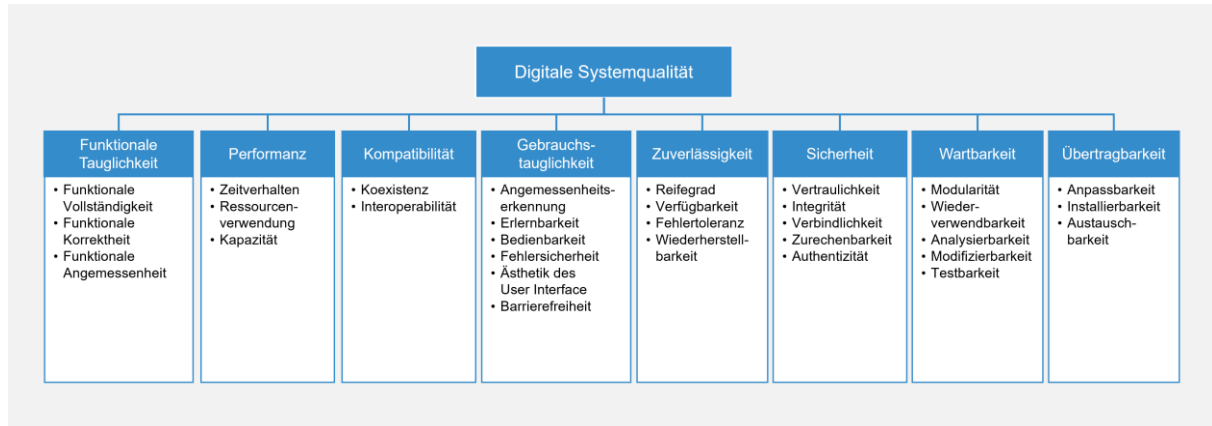 Digitale Systemqualität
Funktionale
Tauglichkeit
• Funktionale
Vollständigkeit
• Funktionale
Korrektheit
• Funktionale
Angemessenheit
Performanz
• Zeitverhalten
• Ressourcen-
verwendung
• Kapazität
Kompatibilität
• Koexistenz
• Interoperabilität
Gebrauchs-
tauglichkeit
• Angemessenheits-
erkennung
• Erlernbarkeit
• Bedienbarkeit
• Fehlersicherheit
• Ästhetik des
User Interface
• Barrierefreiheit
Zuverlässigkeit
• Reifegrad
• Verfügbarkeit
• Fehlertoleranz
• Wiederherstell-
barkeit
Sicherheit
• Vertraulichkeit
• Integrität
• Verbindlichkeit
• Zurechenbarkeit
• Authentizität
Wartbarkeit
• Modularität
• Wieder-
verwendbarkeit
• Analysierbarkeit
• Modifizierbarkeit
• Testbarkeit
Übertragbarkeit
• Anpassbarkeit
• Installierbarkeit
• Austausch-
barkeit